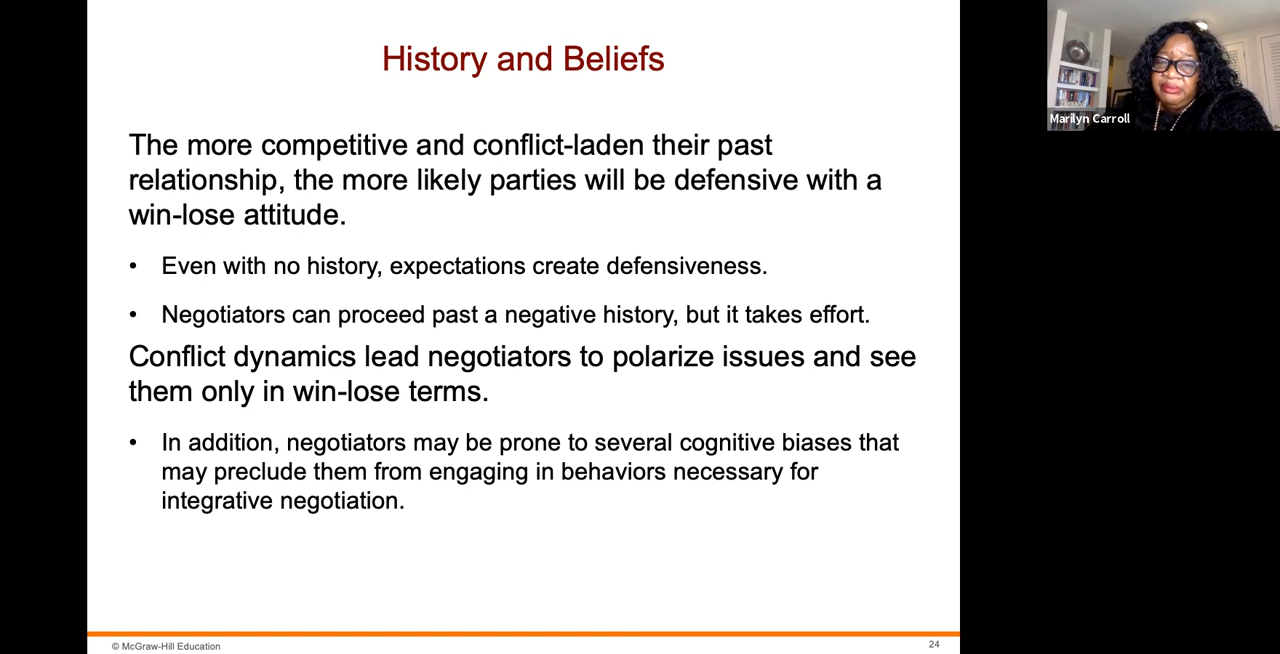 History and Beliefs
The more competitive and conflict-laden their past
relationship, the more likely parties will be defensive with a
win-lose attitude.
• Even with no history, expectations create defensiveness.
• Negotiators can proceed past a negative history, but it takes effort.
Conflict dynamics lead negotiators to polarize issues and see
them only in win-lose terms.
• In addition, negotiators may be prone to several cognitive biases that
may preclude them from engaging in behaviors necessary for
integrative negotiation.
© McGraw-Hill Education
24
Marilyn Carroll